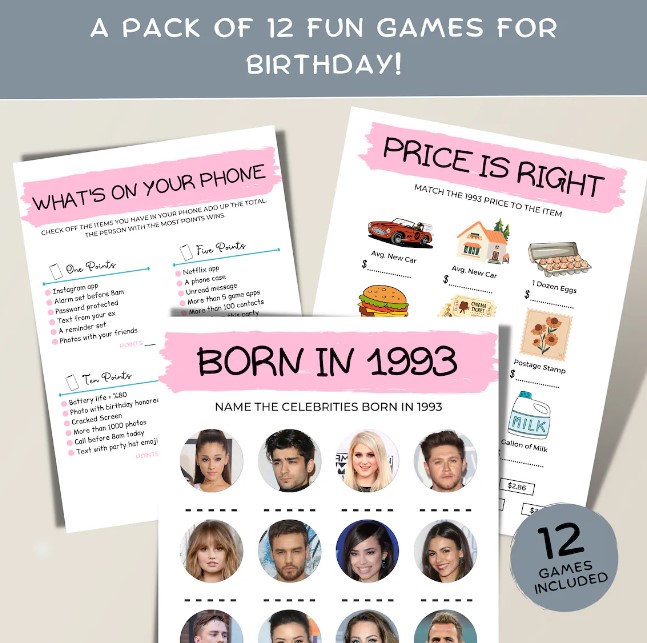 A PACK OF 12 FUN GAMES FOR
BIRTHDAY!
WHAT'S ON YOUR PHONE
CHECK OFF THE ITEMS YOU HAVE IN YOUR PHONE ADD UP THE TOTAL
THE PERSON WITH THE MOST POINTS WINS.
One Points
Instagram app
Alarm set before 8am
Password protected
Text from your ex
A reminder set
Photos with your friends
POINTS
Five Points
Netflix app
A phone case
Unread message
More than 5 game apps
More than 100 contacts
this party
Ten Points
Battery life + %80
Photo with birthday honoree
Cracked Screen
More than 1000 photos
Call before 8am today
Text with party hat emoji
POINTS
PRICE IS RIGHT
MATCH THE 1993 PRICE TO THE ITEM
Avg. New Car
$
Avg. New Car
$
1 Dozen Eggs
$
CINEMA
TICKET
Postage Stamp
$
MILK
Gallon of Milk
$2.86
BORN IN 1993
NAME THE CELEBRITIES BORN IN 1993
12
GAMES
INCLUDED